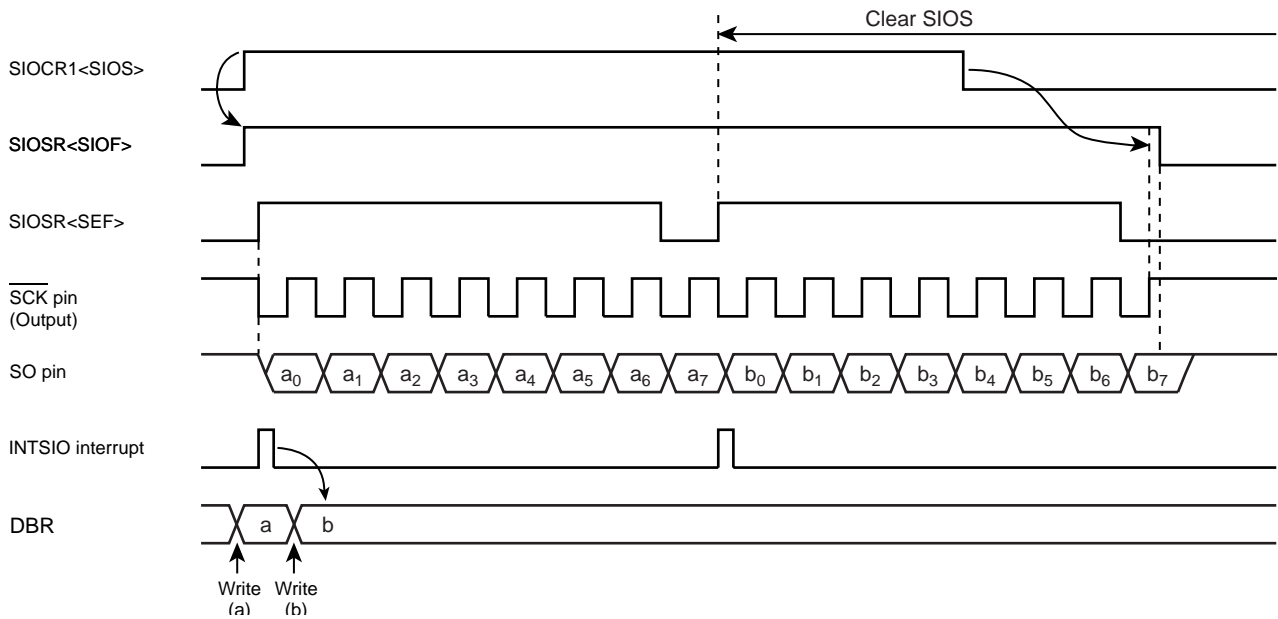 Clear SIOS
SIOCR1<SIOS>
SIOSR<SIOF>
SIOSR<SEF>
SCK pin
(Output)
SO pin
a0 a1 a2 a3 a4 a5 a6 a7 b0 b1 b2 b3 b4 b5 b6 b7
INTSIO interrupt
DBR
a b
Write Write
(a) (b)